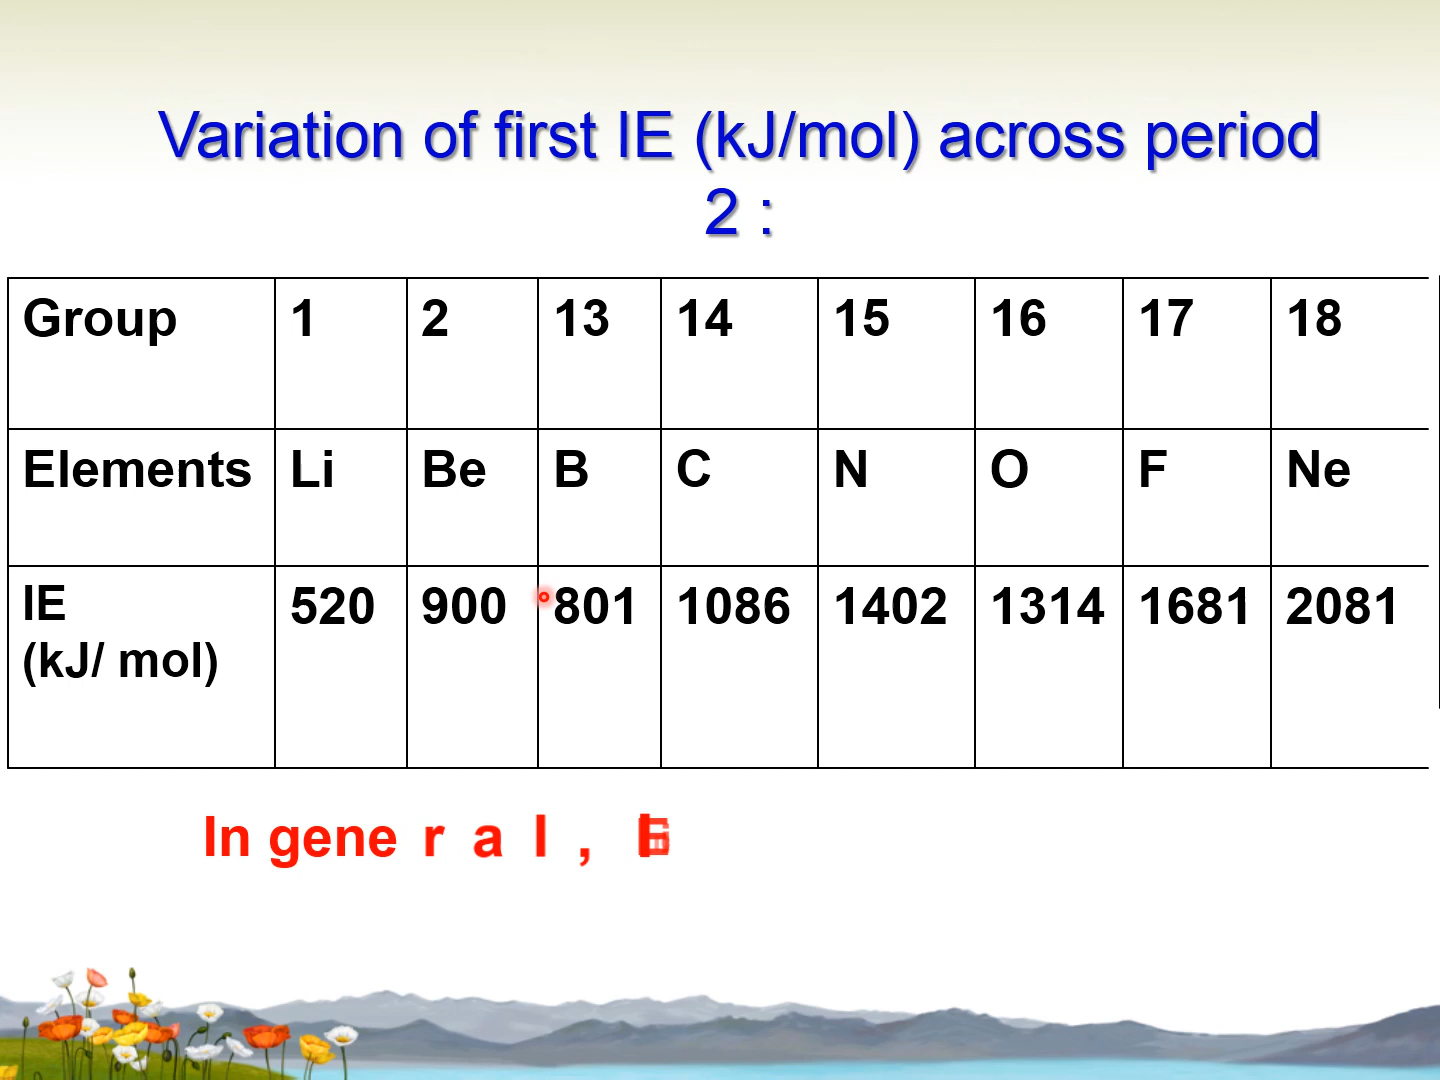 Variation of first IE (kJ/mol) across period
2 :
Group 1 2 13 14 15 16 17 18
Elements Li Be B C N O F Ne
IE (kJ/ mol) 520 900 801 1086 1402 1314 1681 2081
In general,